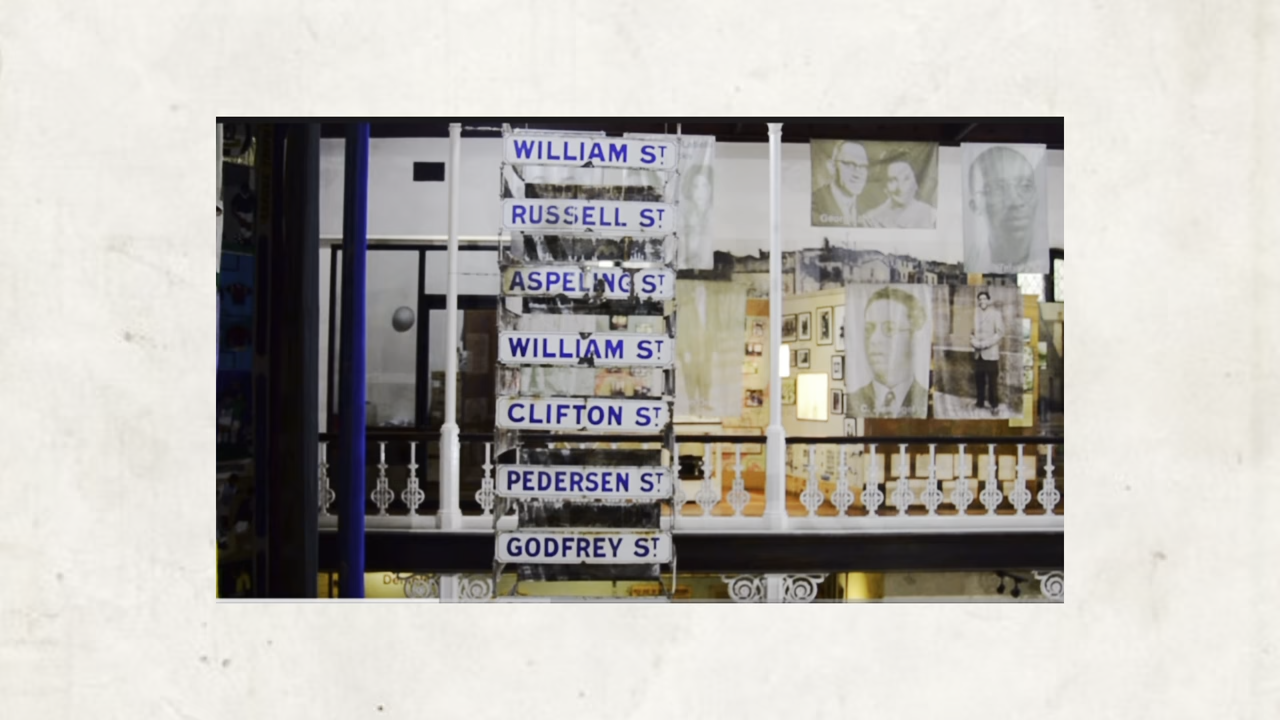 WILLIAM ST
RUSSELL ST
ASPELING ST
WILLIAM ST
CLIFTON ST
PEDERSEN ST
GODFREY ST